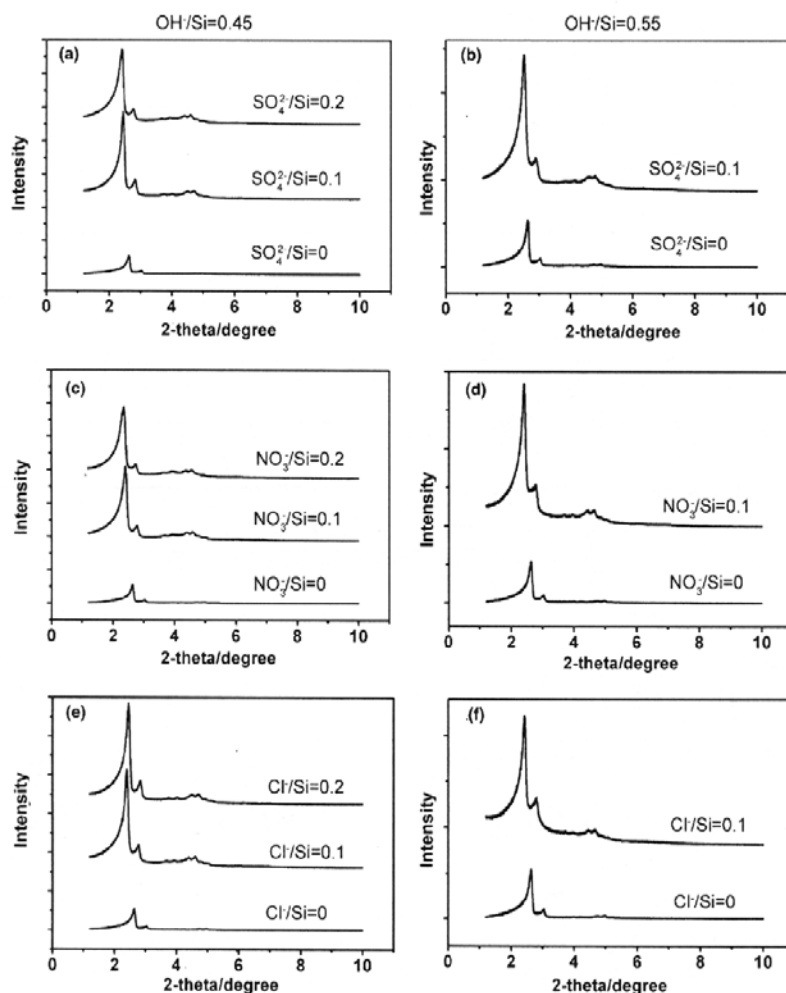 OH⁻/Si=0.45
OH⁻/Si=0.55
(a)
SO₄²⁻/Si=0.2
SO₄²⁻/Si=0.1
SO₄²⁻/Si=0
Intensity
0 2 4 6 8 10
2-theta/degree
(b)
SO₄²⁻/Si=0.1
SO₄²⁻/Si=0
Intensity
0 2 4 6 8 10
2-theta/degree
(c)
NO₃⁻/Si=0.2
NO₃⁻/Si=0.1
NO₃⁻/Si=0
Intensity
0 2 4 6 8 10
2-theta/degree
(d)
NO₃⁻/Si=0.1
NO₃⁻/Si=0
Intensity
0 2 4 6 8 10
2-theta/degree
(e)
Cl⁻/Si=0.2
Cl⁻/Si=0.1
Cl⁻/Si=0
Intensity
0 2 4 6 8 10
2-theta/degree
(f)
Cl⁻/Si=0.1
Cl⁻/Si=0
Intensity
0 2 4 6 8 10
2-theta/degree